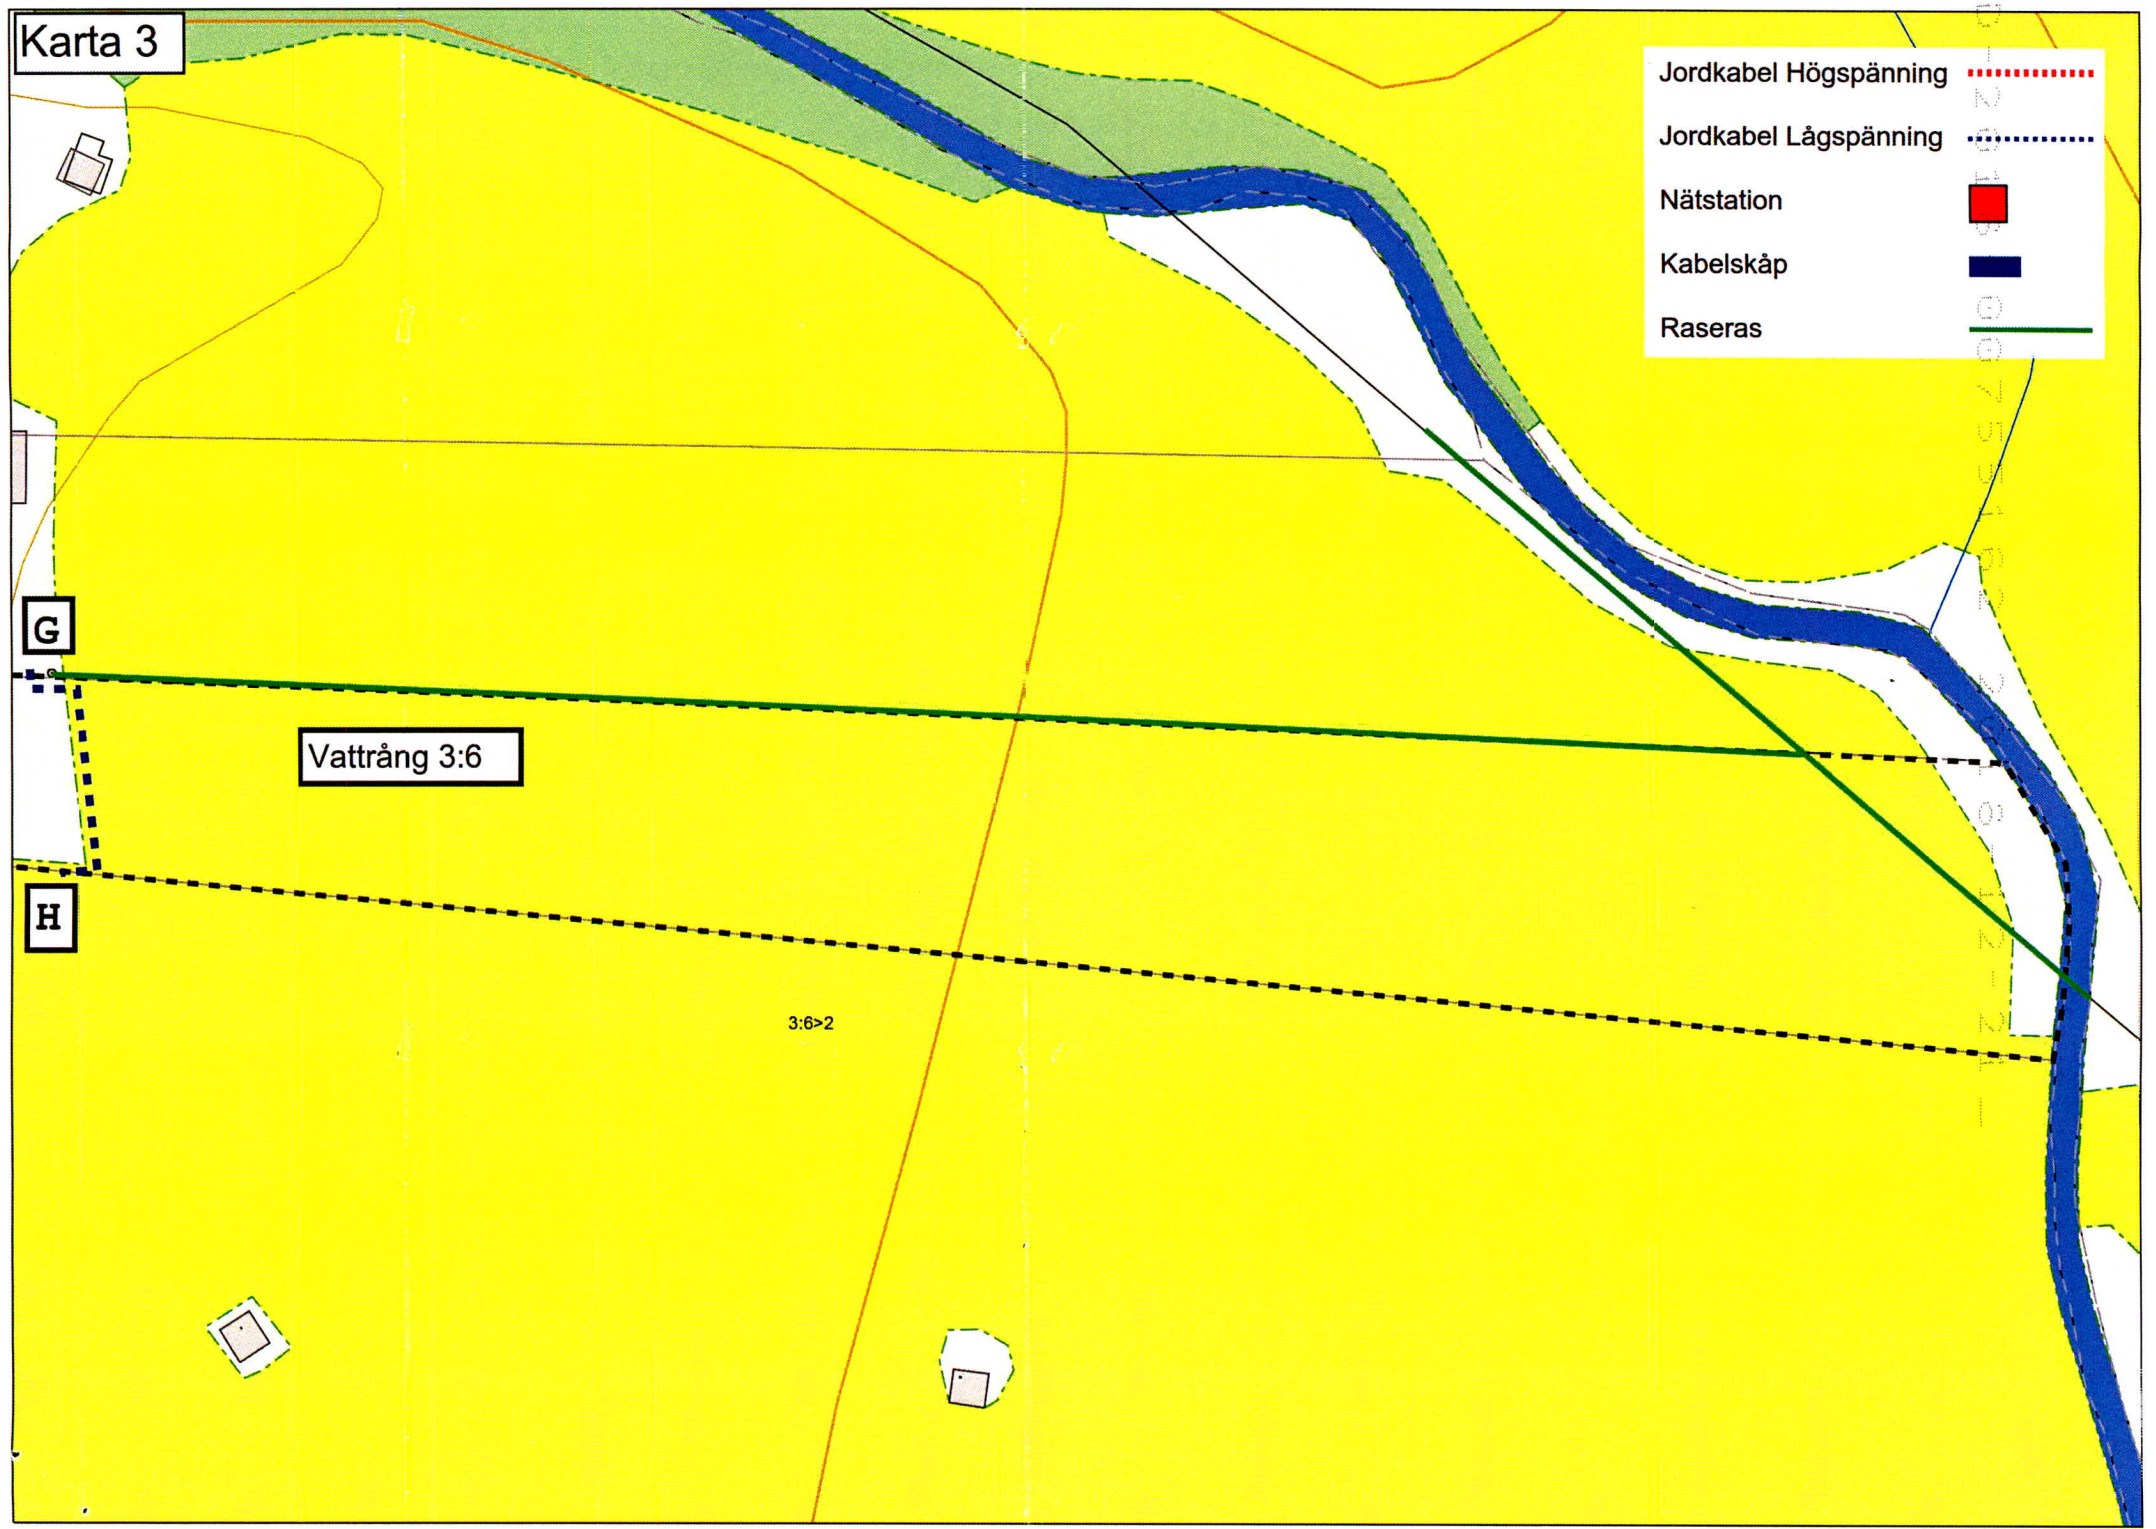 Karta 3
Jordkabel Högspänning
Jordkabel Lågspänning
Nätstation
Kabelskåp
Raseras
G
Vattrång 3:6
H
3:6>2